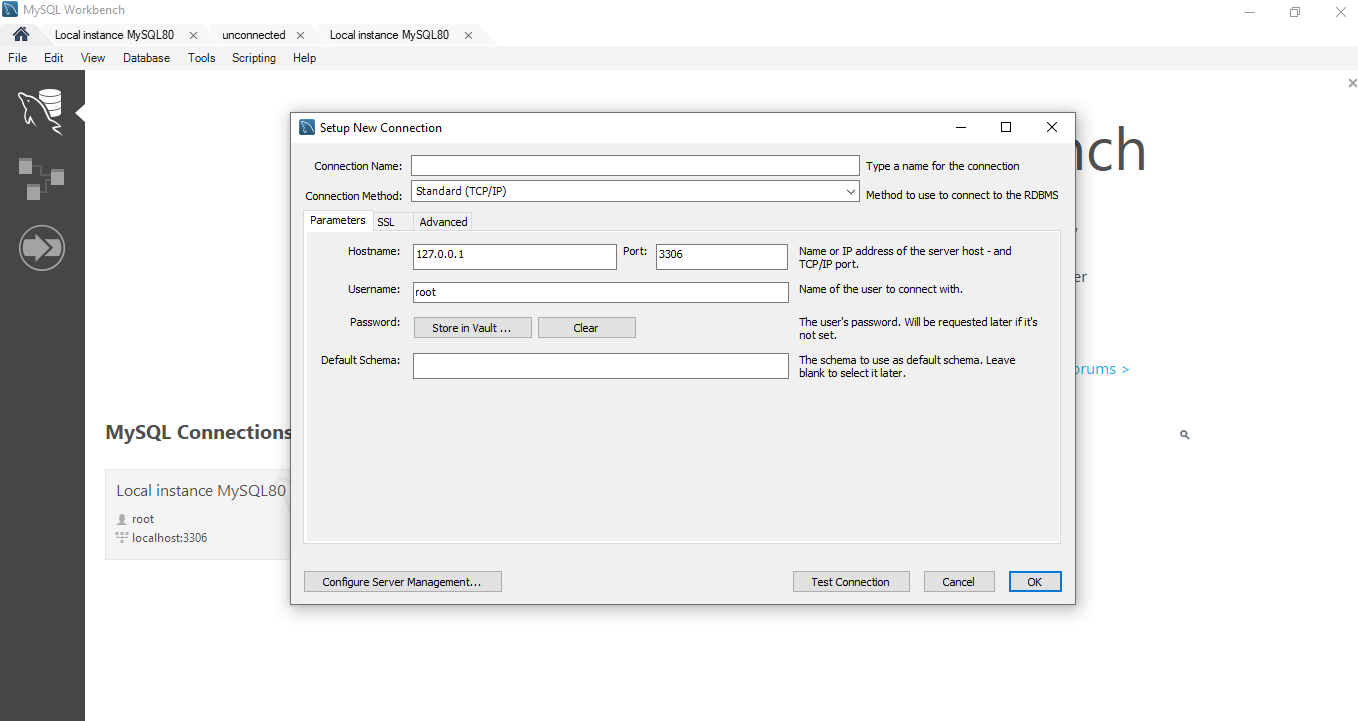 MySQL Workbench
Local instance MySQL80 unconnected Local instance MySQL80
File Edit View Database Tools Scripting Help
Setup New Connection
Connection Name: Type a name for the connection
Connection Method: Standard (TCP/IP) Method to use to connect to the RDBMS
Parameters SSL Advanced
Hostname: 127.0.0.1 Port: 3306 Name or IP address of the server host - and
TCP/IP port.
Username: root Name of the user to connect with.
Password: Store in Vault ... Clear The user's password. Will be requested later if it's
not set.
Default Schema: The schema to use as default schema. Leave
blank to select it later.
Configure Server Management... Test Connection Cancel OK
nch
er
orums >
MySQL Connections
Local instance MySQL80
root
localhost:3306